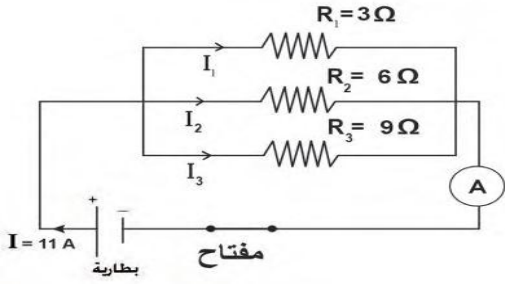 R₁=3Ω
I₁
R₂= 6Ω
I₂
R₃= 9Ω
I₃
A
+ −
I = 11 A
مفتاح
بطارية